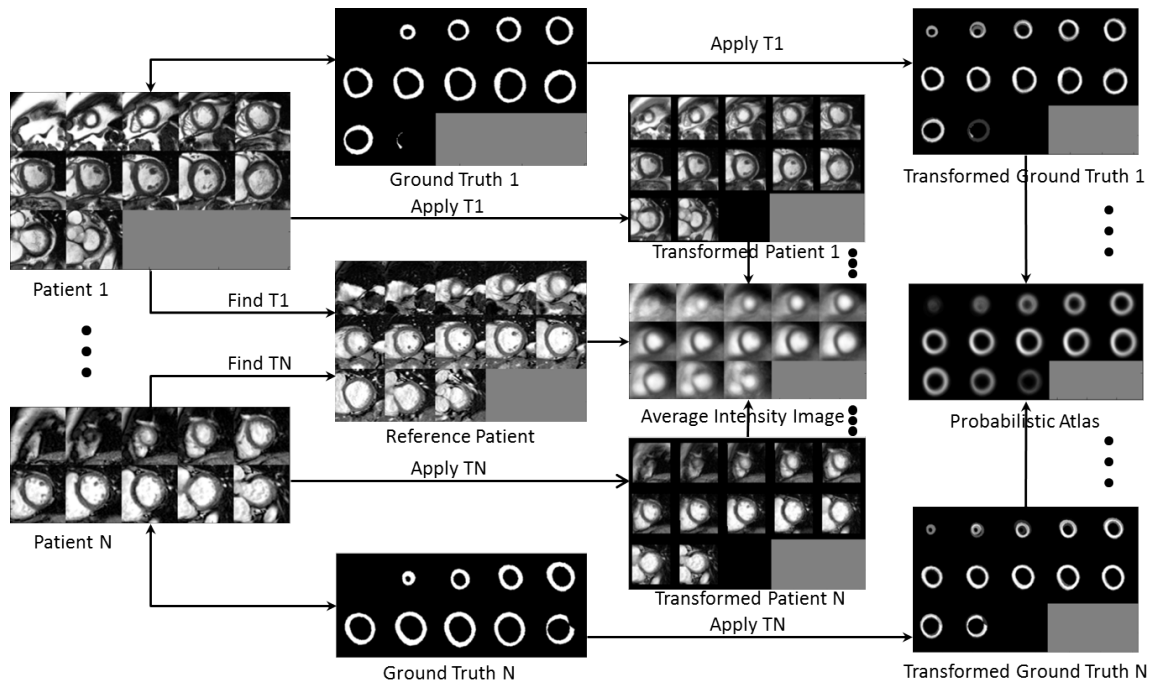 Apply T1
Ground Truth 1
Transformed Ground Truth 1
Apply T1
Transformed Patient 1
Patient 1
Find T1
Find TN
Reference Patient
Average Intensity Image
Probabilistic Atlas
Apply TN
Patient N
Transformed Patient N
Apply TN
Ground Truth N
Transformed Ground Truth N